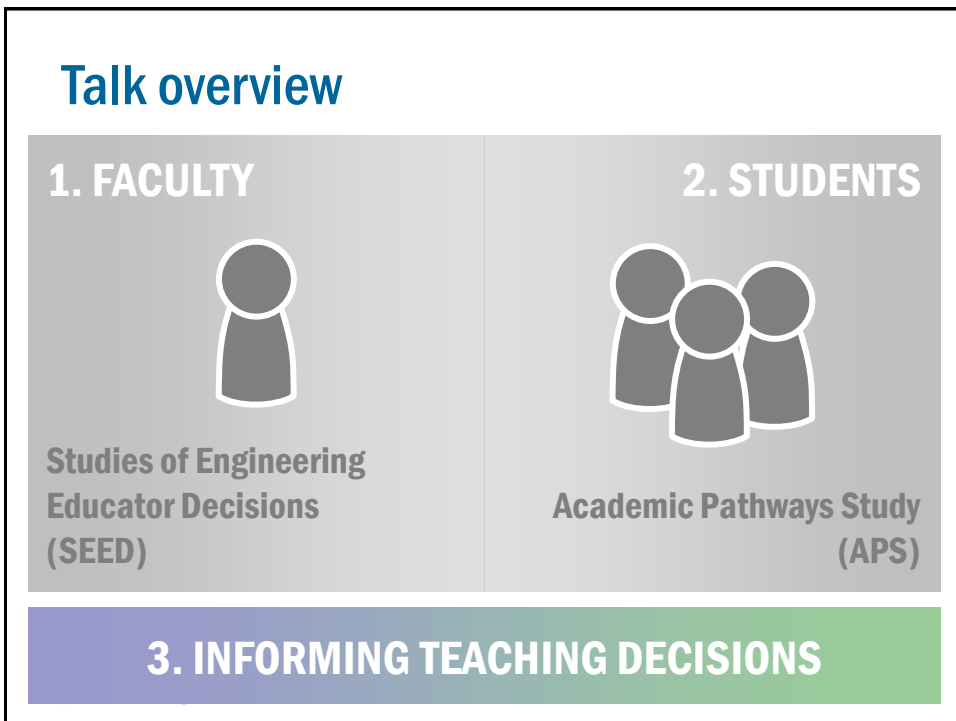 Talk overview
1. FACULTY
2. STUDENTS
Studies of Engineering
Educator Decisions
(SEED)
Academic Pathways Study
(APS)
3. INFORMING TEACHING DECISIONS